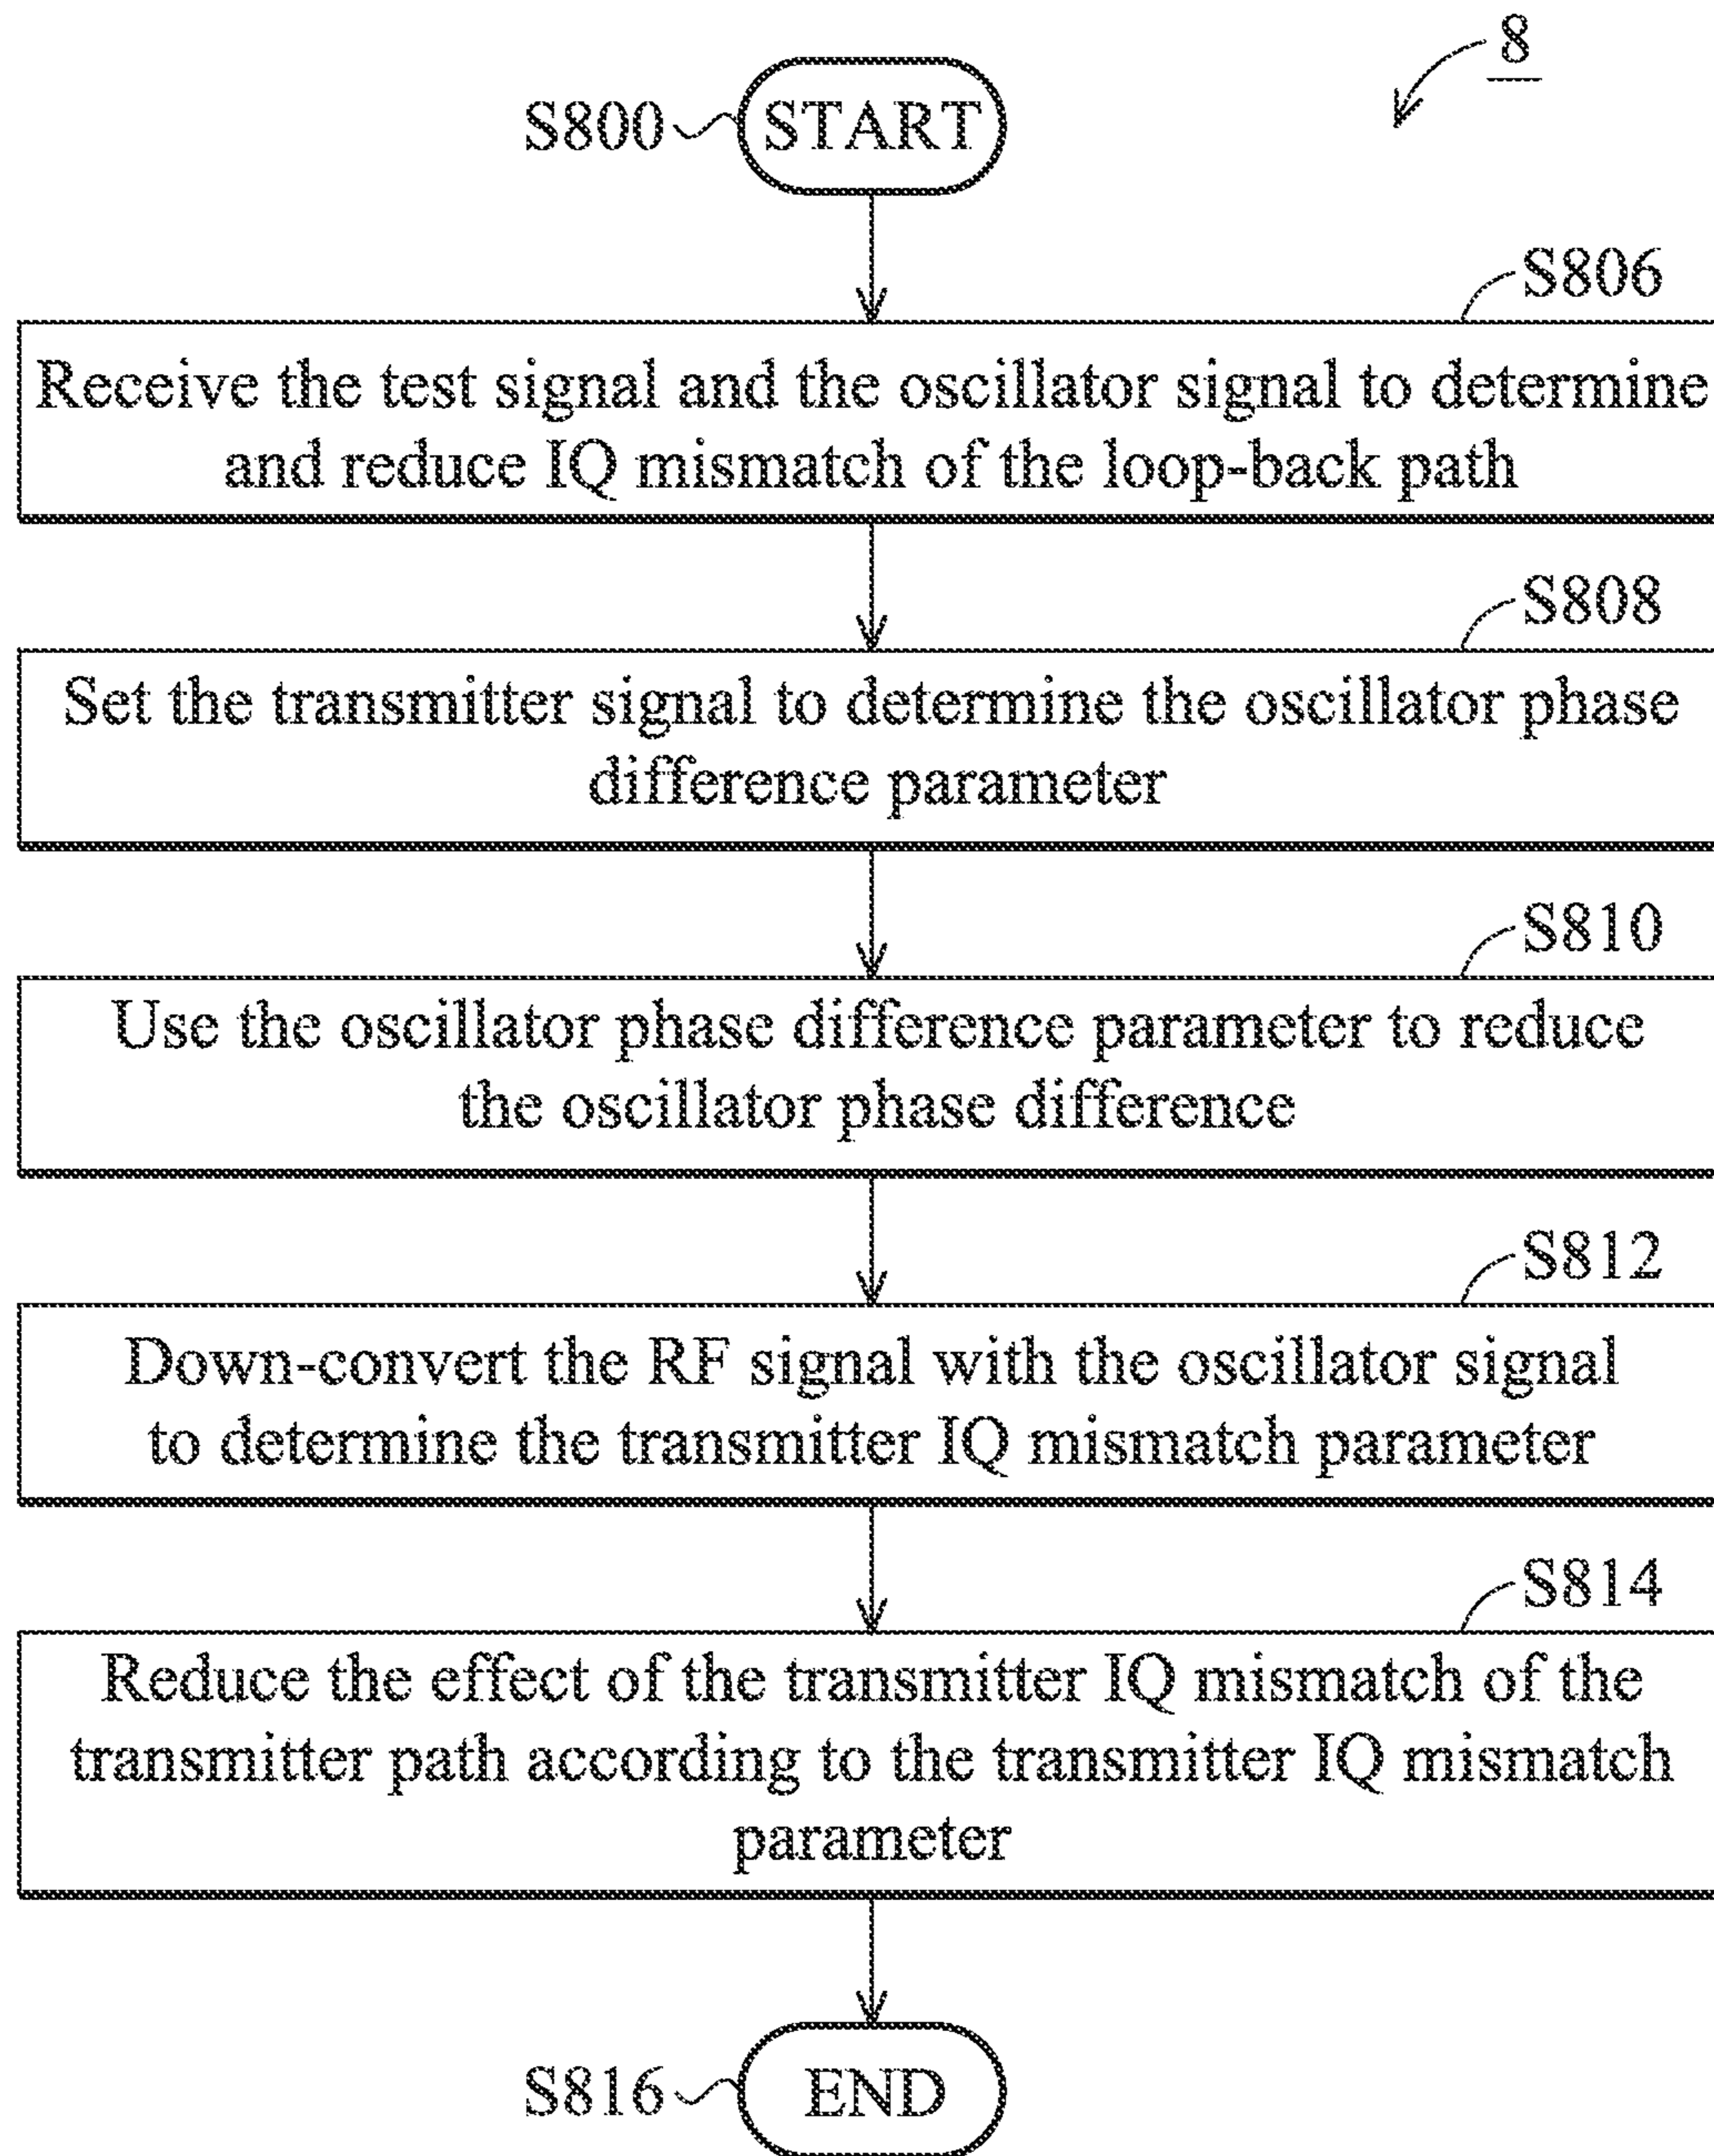 8
S800
START
S806
Receive the test signal and the oscillator signal to determine
and reduce IQ mismatch of the loop-back path
S808
Set the transmitter signal to determine the oscillator phase
difference parameter
S810
Use the oscillator phase difference parameter to reduce
the oscillator phase difference
S812
Down-convert the RF signal with the oscillator signal
to determine the transmitter IQ mismatch parameter
S814
Reduce the effect of the transmitter IQ mismatch of the
transmitter path according to the transmitter IQ mismatch
parameter
S816
END